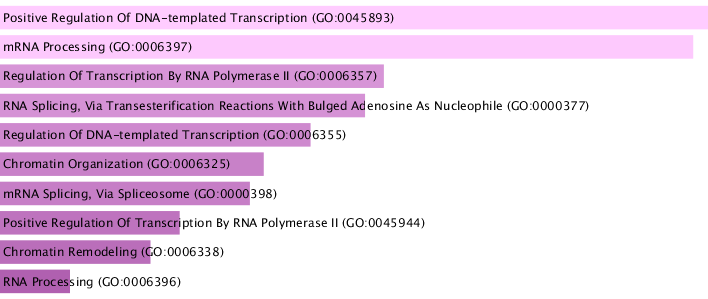 Positive Regulation Of DNA-templated Transcription (GO:0045893)
mRNA Processing (GO:0006397)
Regulation Of Transcription By RNA Polymerase II (GO:0006357)
RNA Splicing, Via Transesterification Reactions With Bulged Adenosine As Nucleophile (GO:0000377)
Regulation Of DNA-templated Transcription (GO:0006355)
Chromatin Organization (GO:0006325)
mRNA Splicing, Via Spliceosome (GO:0000398)
Positive Regulation Of Transcription By RNA Polymerase II (GO:0045944)
Chromatin Remodeling (GO:0006338)
RNA Processing (GO:0006396)